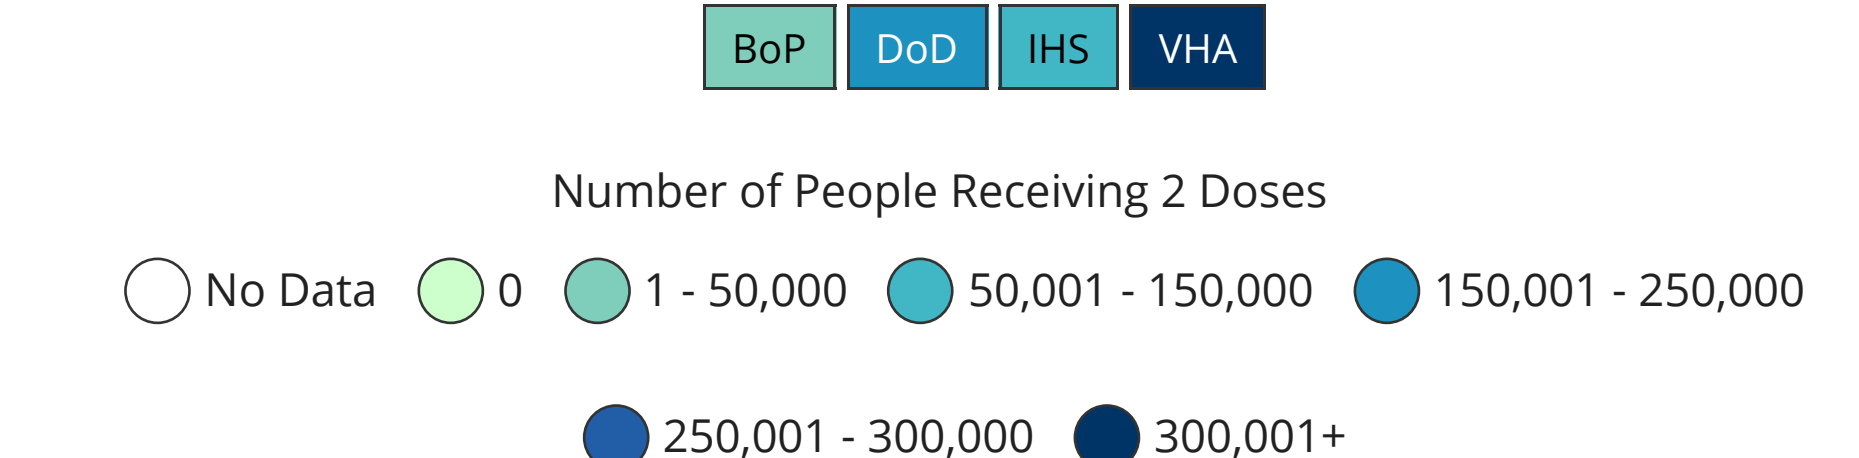 BoP DoD IHS VHA
Number of People Receiving 2 Doses
No Data 0 1 - 50,000 50,001 - 150,000 150,001 - 250,000
250,001 - 300,000 300,001+